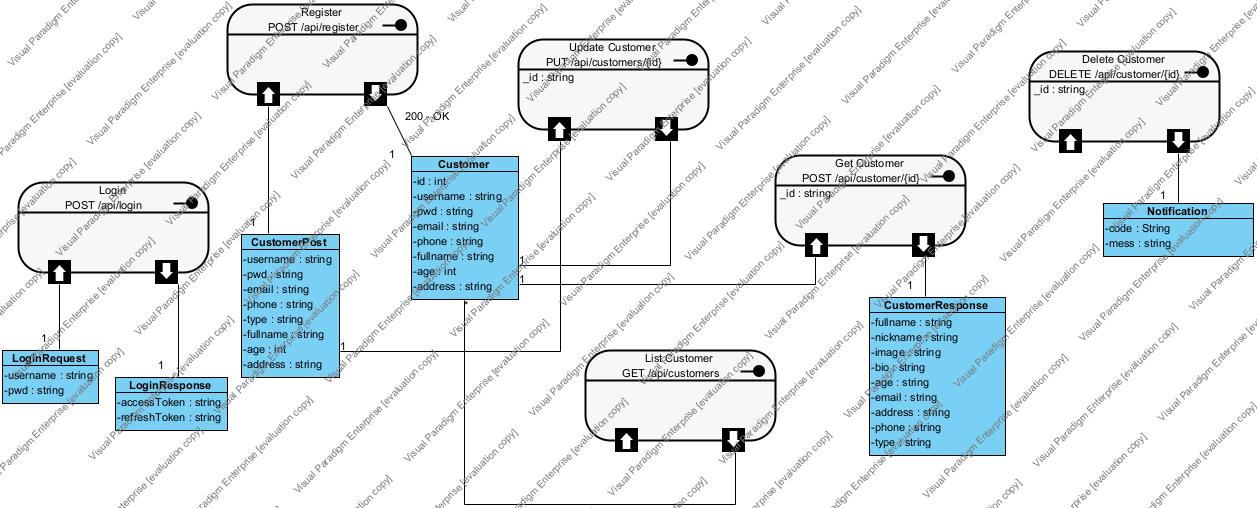 Register
POST /api/register
200 - OK
1
1
Update Customer
PUT /api/customers/{id}
_id : string
Delete Customer
DELETE /api/customer/{id}
_id : string
1
Get Customer
POST /api/customer/{id}
_id : string
1
Login
POST /api/login
1
1
Customer
-id : int
-username : string
-pwd : string
-email : string
-phone : string
-fullname : string
-age : int
-address : string
1
1
*
CustomerPost
-username : string
-pwd : string
-email : string
-phone : string
-type : string
-fullname : string
-age : int
-address : string
1
Notification
-code : String
-mess : string
CustomerResponse
-fullname : string
-nickname : string
-image : string
-bio : string
-age : string
-email : string
-address : string
-phone : string
-type : string
LoginRequest
-username : string
-pwd : string
LoginResponse
-accessToken : string
-refreshToken : string
List Customer
GET /api/customers
Visual Paradigm Enterprise [evaluation copy]